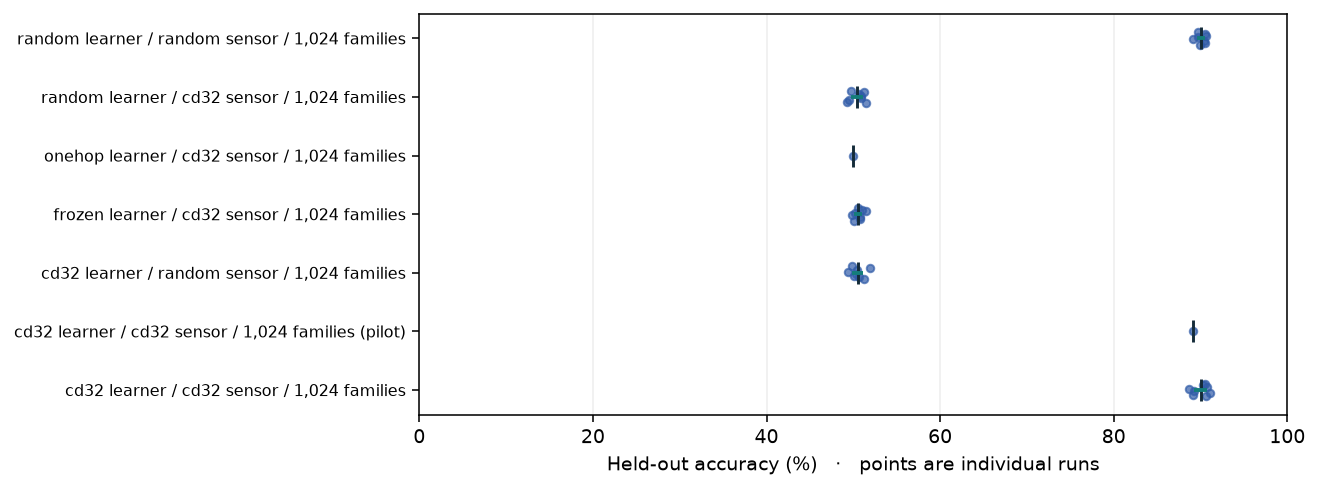 random learner / random sensor / 1,024 families
random learner / cd32 sensor / 1,024 families
onehop learner / cd32 sensor / 1,024 families
frozen learner / cd32 sensor / 1,024 families
cd32 learner / random sensor / 1,024 families
cd32 learner / cd32 sensor / 1,024 families (pilot)
cd32 learner / cd32 sensor / 1,024 families
0 20 40 60 80 100
Held-out accuracy (%) · points are individual runs